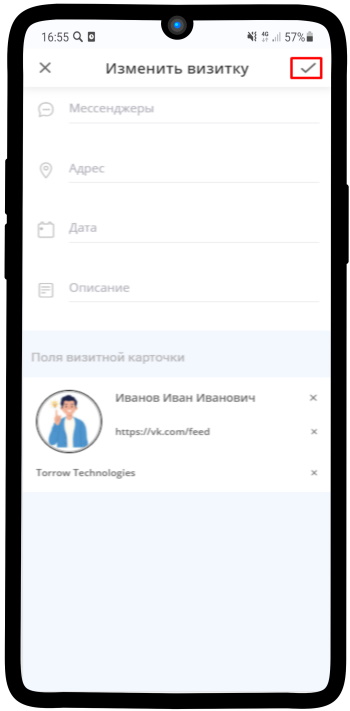 16:55 4G 57%
Изменить визитку
Мессенджеры
Адрес
Дата
Описание
Поля визитной карточки
Иванов Иван Иванович
https://vk.com/feed
Torrow Technologies